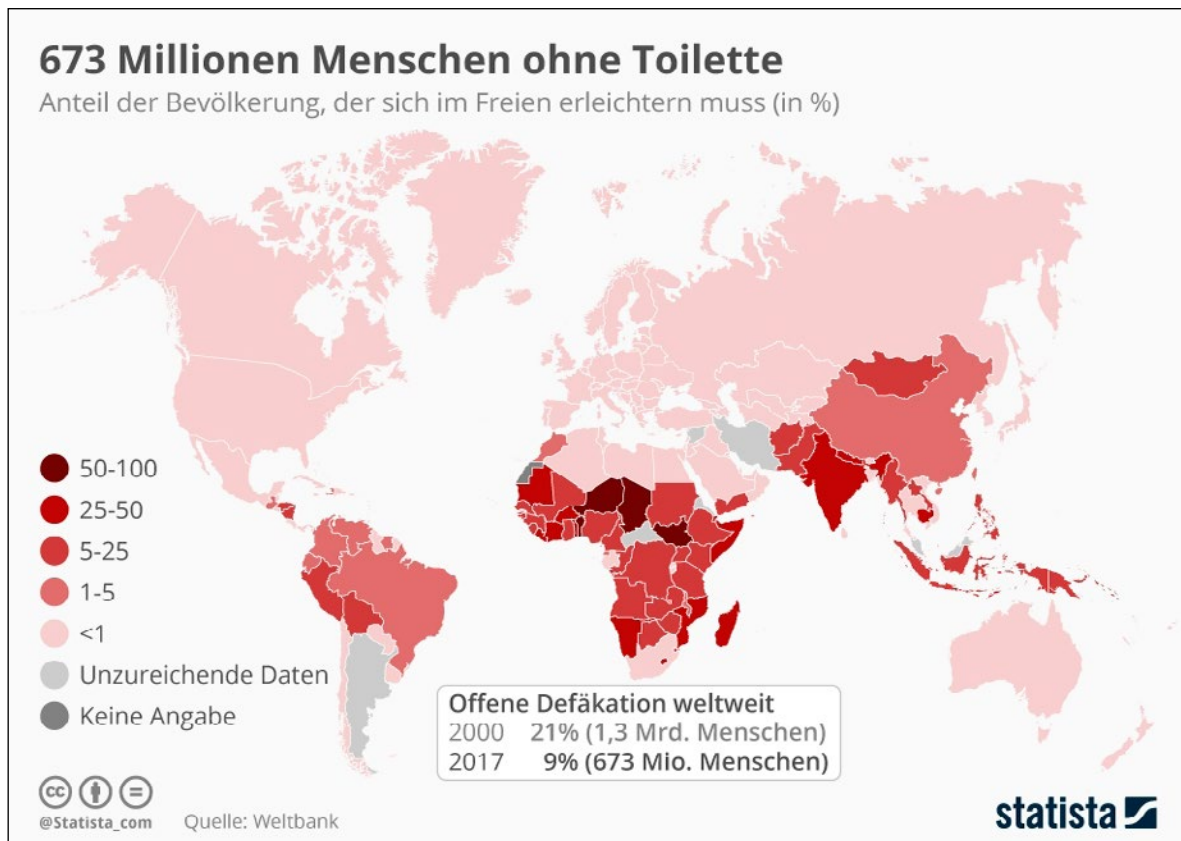 673 Millionen Menschen ohne Toilette
Anteil der Bevölkerung, der sich im Freien erleichtern muss (in %)
50-100
25-50
5-25
1-5
<1
Unzureichende Daten
Keine Angabe
Offene Defäkation weltweit
2000 21% (1,3 Mrd. Menschen)
2017 9% (673 Mio. Menschen)
cc
@Statista_com Quelle: Weltbank
statista